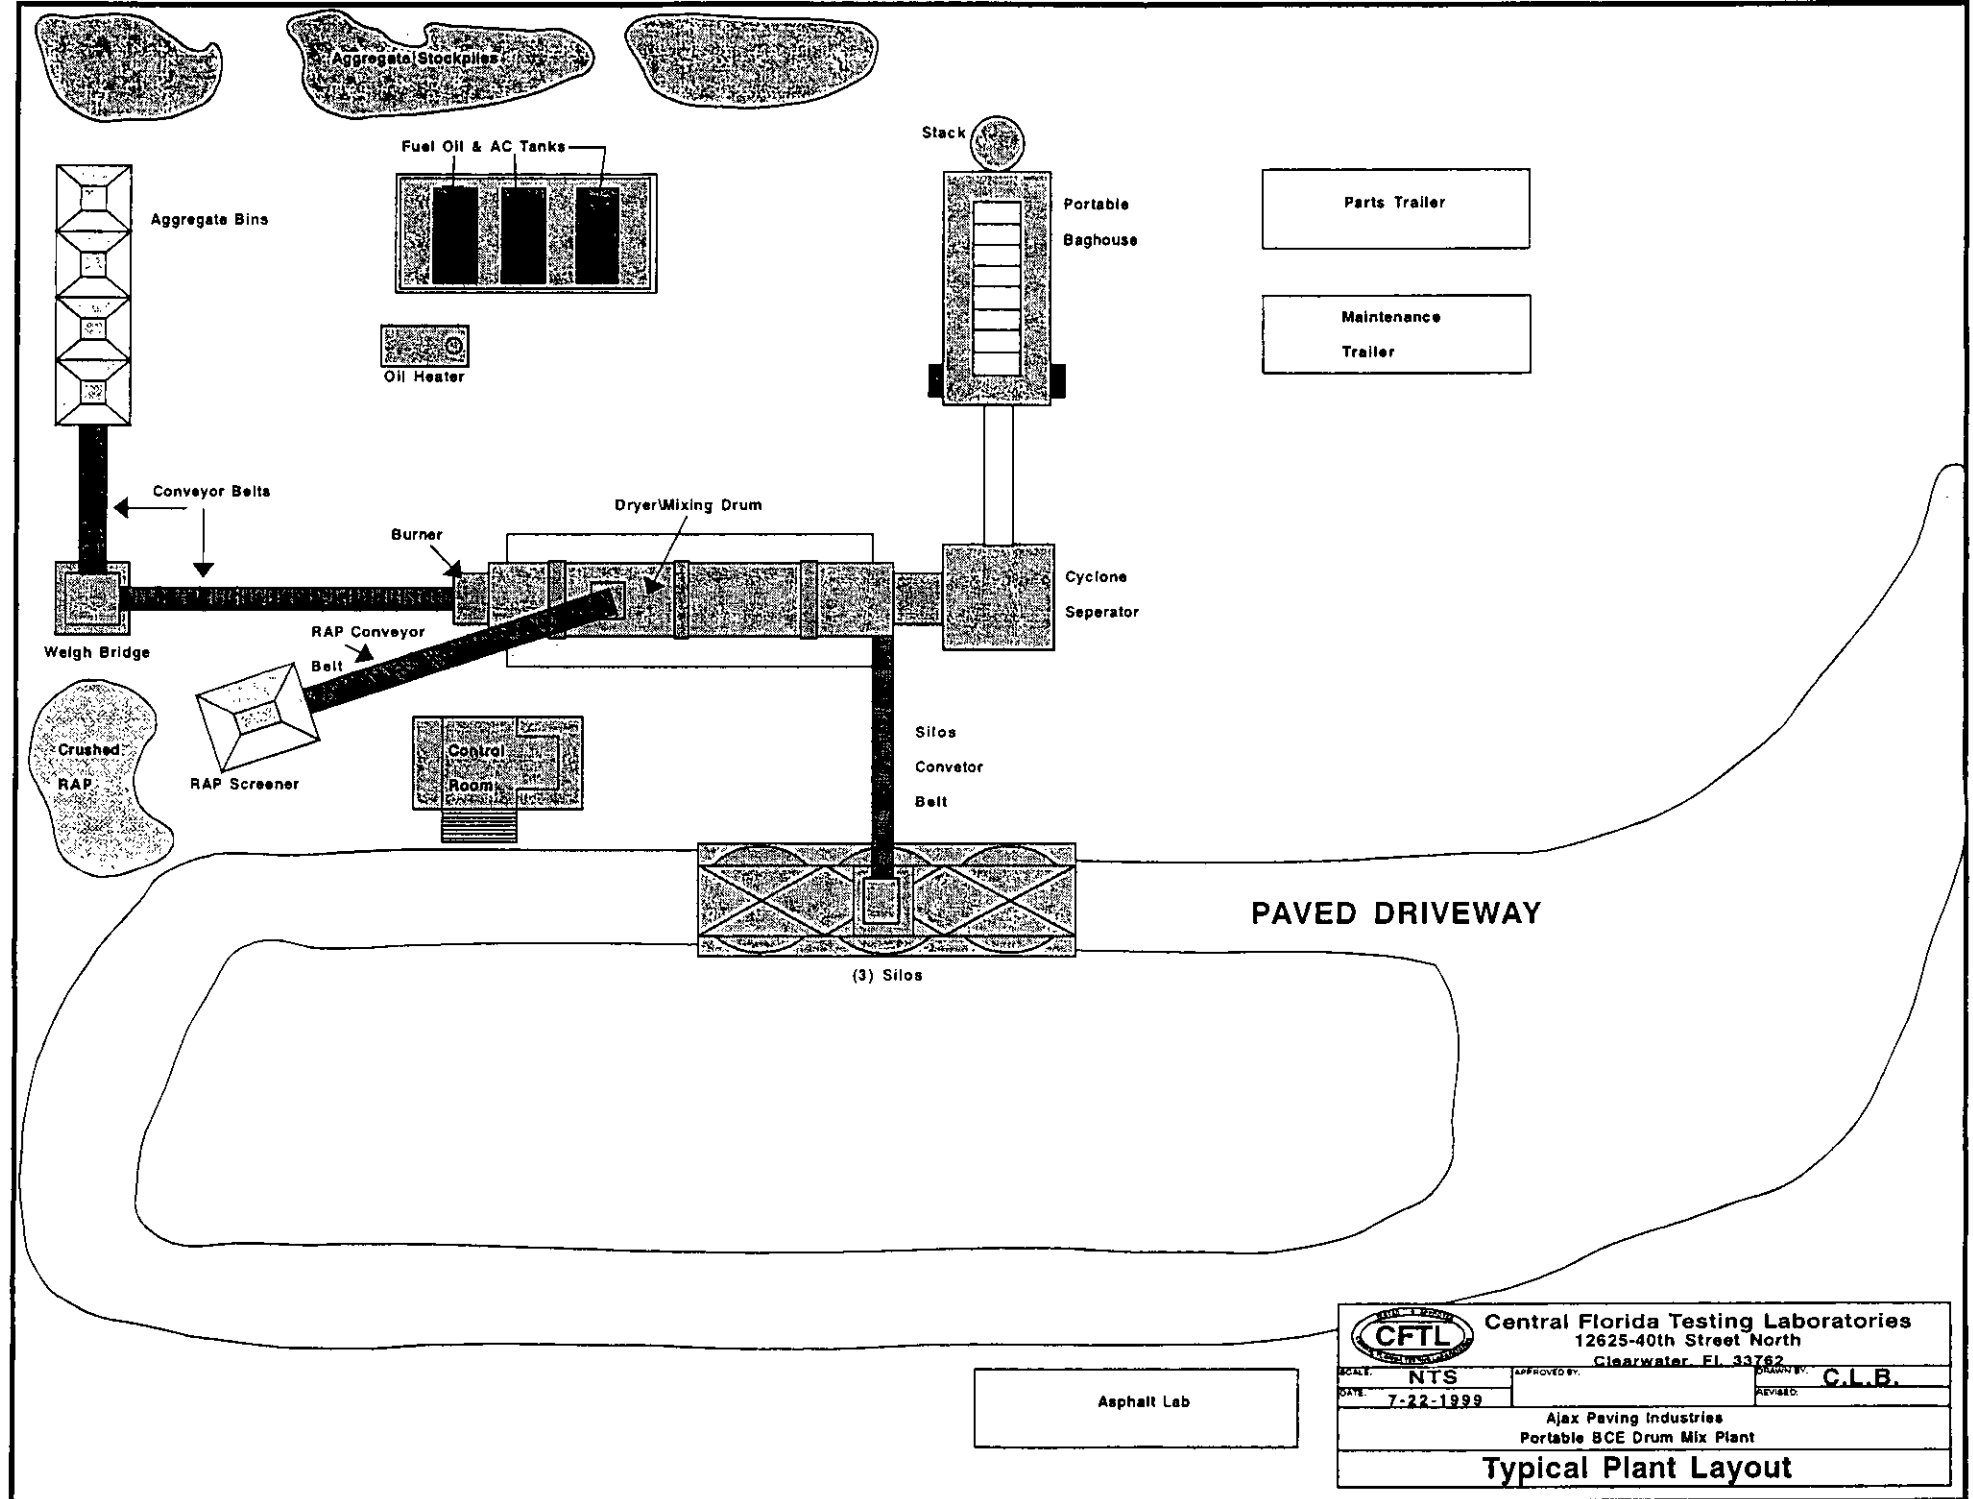 Aggregate Stockpiles
Stack
Fuel Oil & AC Tanks
Portable
Baghouse
Parts Trailer
Aggregate Bins
Maintenance
Trailer
Oil Heater
Conveyor Belts
Dryer\Mixing Drum
Burner
Cyclone
Seperator
RAP Conveyor
Belt
Weigh Bridge
Silos
Convetor
Belt
Crushed
RAP
RAP Screener
Control
Room
PAVED DRIVEWAY
(3) Silos
Asphalt Lab
CFTL
Central Florida Testing Laboratories
12625-40th Street North
Clearwater, Fl. 33762
SCALE: NTS
APPROVED BY:
DRAWN BY: C.L.B.
DATE: 7-22-1999
REVISED:
Ajax Paving Industries
Portable BCE Drum Mix Plant
Typical Plant Layout